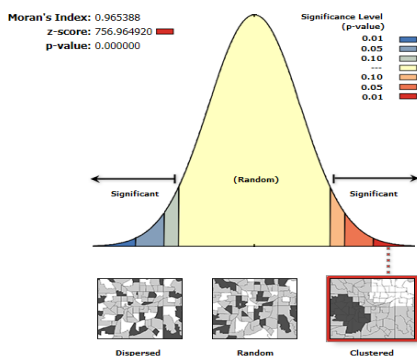 Moran's Index: 0.965388
z-score: 756.964920
p-value: 0.000000
Significance Level
(p-value)
0.01
0.05
0.10
---
0.10
0.05
0.01
Significant
(Random)
Significant
Dispersed
Random
Clustered